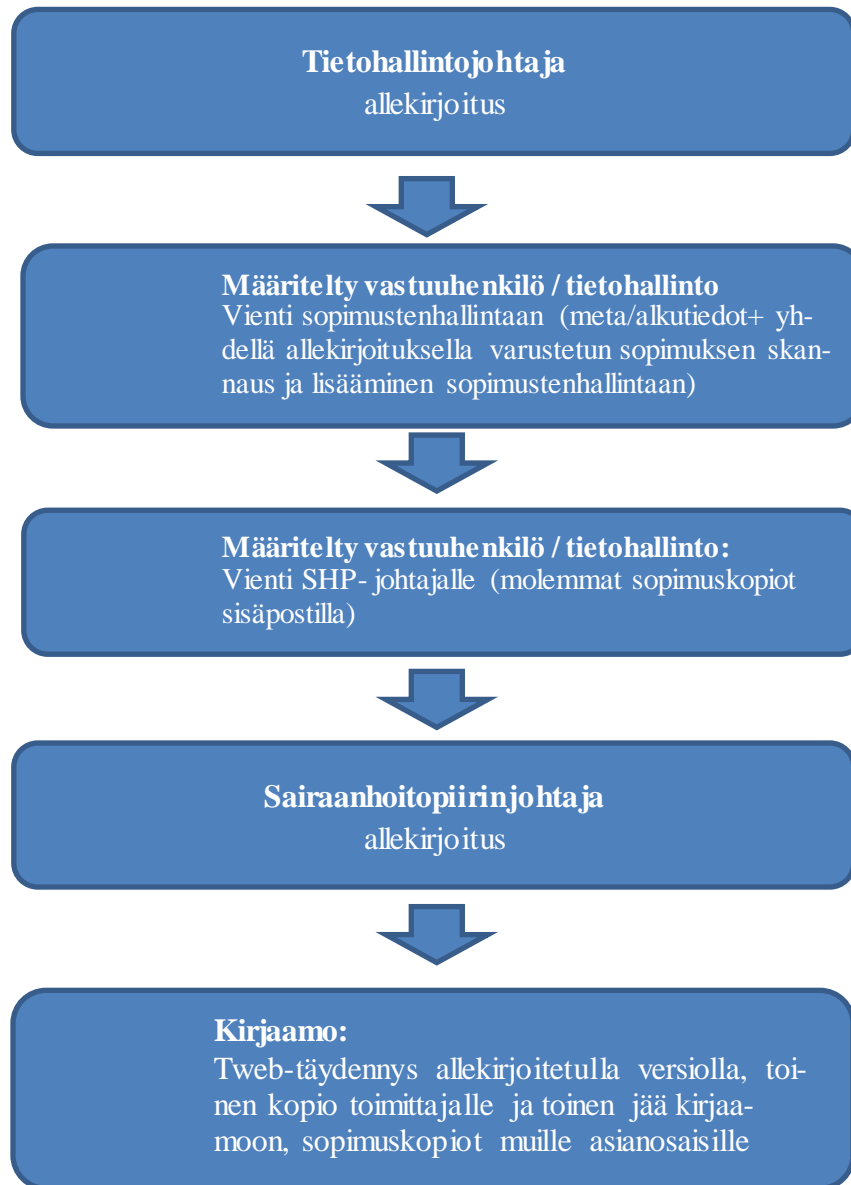 Tietohallintojohtaja
allekirjoitus
Määritelty vastuuhenkilö / tietohallinto
Vienti sopimustenhallintaan (meta/alkutiedot+ yh-
dellä allekirjoituksella varustetun sopimuksen skan-
naus ja lisääminen sopimustenhallintaan)
Määritelty vastuuhenkilö / tietohallinto:
Vienti SHP- johtajalle (molemmat sopimuskopiot
sisäpostilla)
Sairaanhoitopiirinjohtaja
allekirjoitus
Kirjaamo:
Tweb-täydennys allekirjoitetulla versiolla, toi-
nen kopio toimittajalle ja toinen jää kirjaa-
moon, sopimuskopiot muille asianosaisille